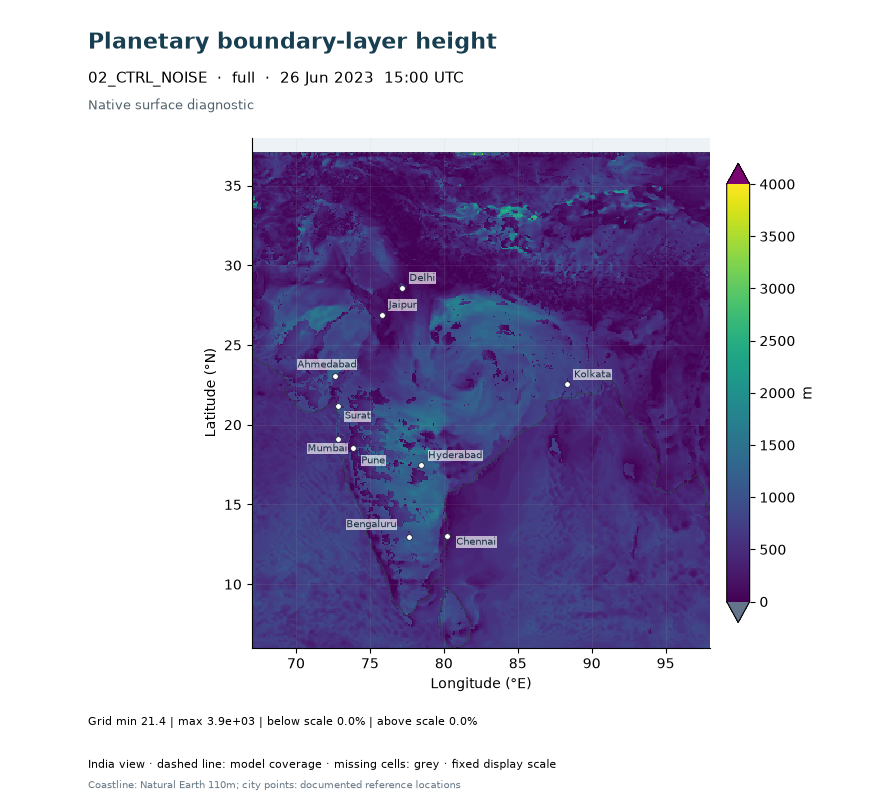 Planetary boundary-layer height
02_CTRL_NOISE · full · 26 Jun 2023 15:00 UTC
Native surface diagnostic
35
30
25
20
15
10
Latitude (°N)
Delhi
Jaipur
Ahmedabad
Kolkata
Surat
Mumbai
Pune
Hyderabad
Bengaluru
Chennai
70
75
80
85
90
95
Longitude (°E)
4000
3500
3000
2500
2000
1500
1000
500
0
m
Grid min 21.4 | max 3.9e+03 | below scale 0.0% | above scale 0.0%
India view · dashed line: model coverage · missing cells: grey · fixed display scale
Coastline: Natural Earth 110m; city points: documented reference locations